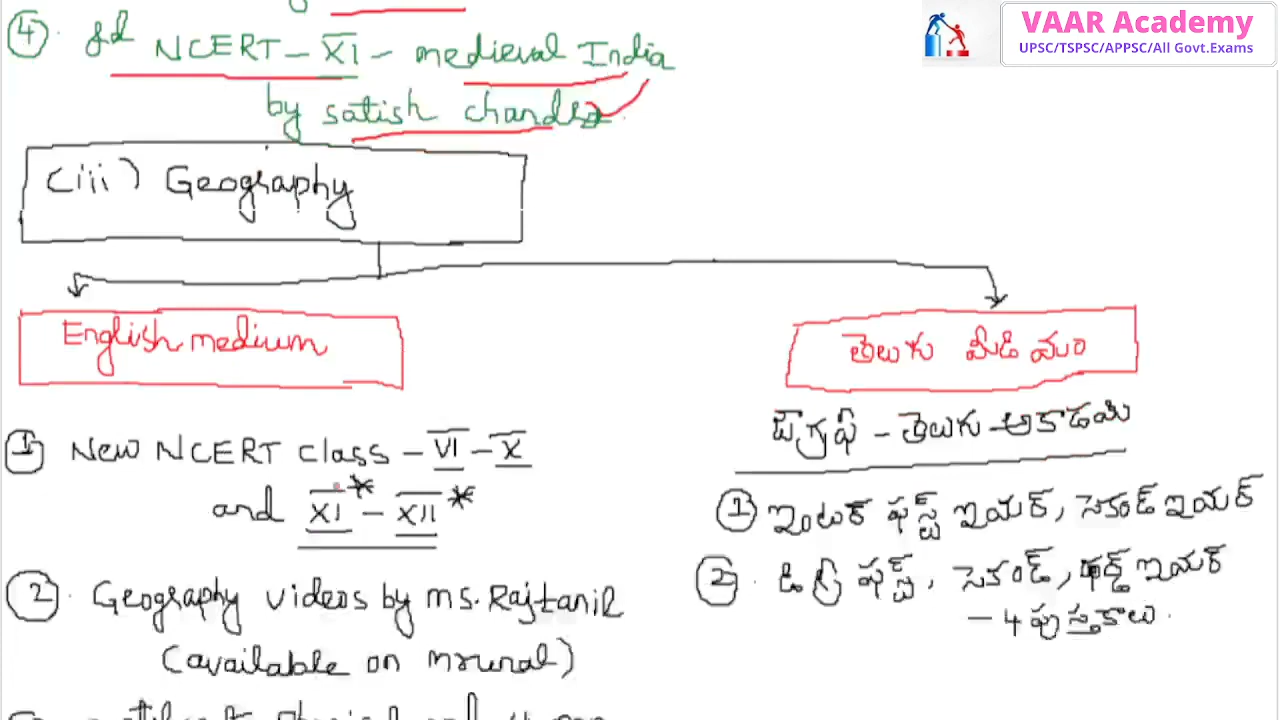 VAAR Academy
UPSC/TSPSC/APPSC/All Govt.Exams
④. old NCERT - XI - medieval India
by satish chandra.
(iii) Geography
English medium
① New NCERT class - VI - X
and XI* - XII*
② Geography videos by ms. Rajtanil
(available on mrunal)
తెలుగు మీడియం
జాగ్రఫీ - తెలుగు అకాడమి
① ఇంటర్ ఫస్ట్ ఇయర్, సెకండ్ ఇయర్
②. డిగ్రీ ఫస్ట్, సెకండ్, థర్డ్ ఇయర్
- 4 పుస్తకాలు.